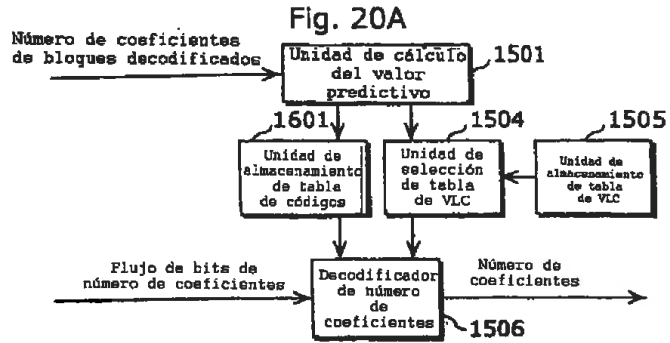 Fig. 20A
Número de coeficientes
de bloques decodificados
Unidad de cálculo
del valor
predictivo
1501
1601
1504
1505
Unidad de
almacenamiento
de tabla
de códigos
Unidad de
selección
de tabla
de VLC
Unidad de
almacenamiento
de tabla
de VLC
Flujo de bits de
número de coeficientes
Decodificador
de número
de
coeficientes
Número de
coeficientes
1506